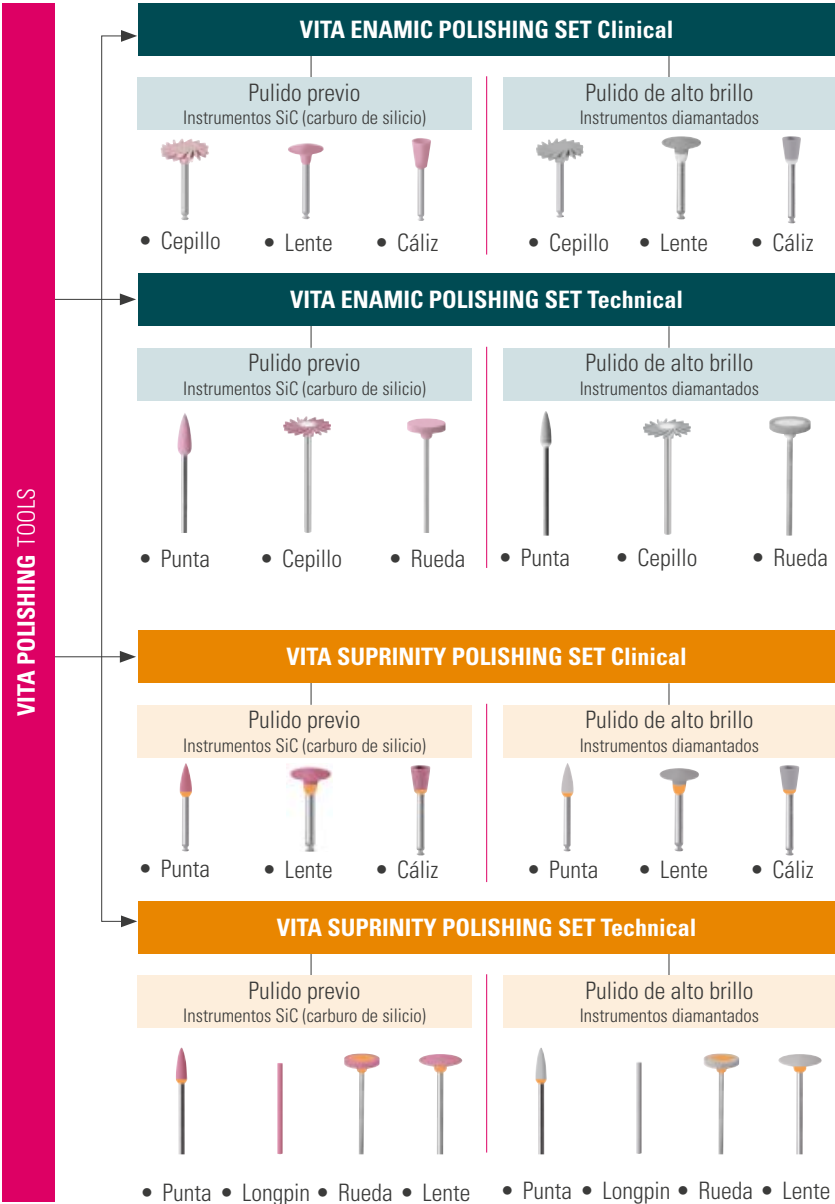 VITA POLISHING TOOLS
VITA ENAMIC POLISHING SET Clinical
Pulido previo
Instrumentos SiC (carburo de silicio)
• Cepillo • Lente • Cáliz
Pulido de alto brillo
Instrumentos diamantados
• Cepillo • Lente • Cáliz
VITA ENAMIC POLISHING SET Technical
Pulido previo
Instrumentos SiC (carburo de silicio)
• Punta • Cepillo • Rueda
Pulido de alto brillo
Instrumentos diamantados
• Punta • Cepillo • Rueda
VITA SUPRINITY POLISHING SET Clinical
Pulido previo
Instrumentos SiC (carburo de silicio)
• Punta • Lente • Cáliz
Pulido de alto brillo
Instrumentos diamantados
• Punta • Lente • Cáliz
VITA SUPRINITY POLISHING SET Technical
Pulido previo
Instrumentos SiC (carburo de silicio)
• Punta • Longpin • Rueda • Lente
Pulido de alto brillo
Instrumentos diamantados
• Punta • Longpin • Rueda • Lente